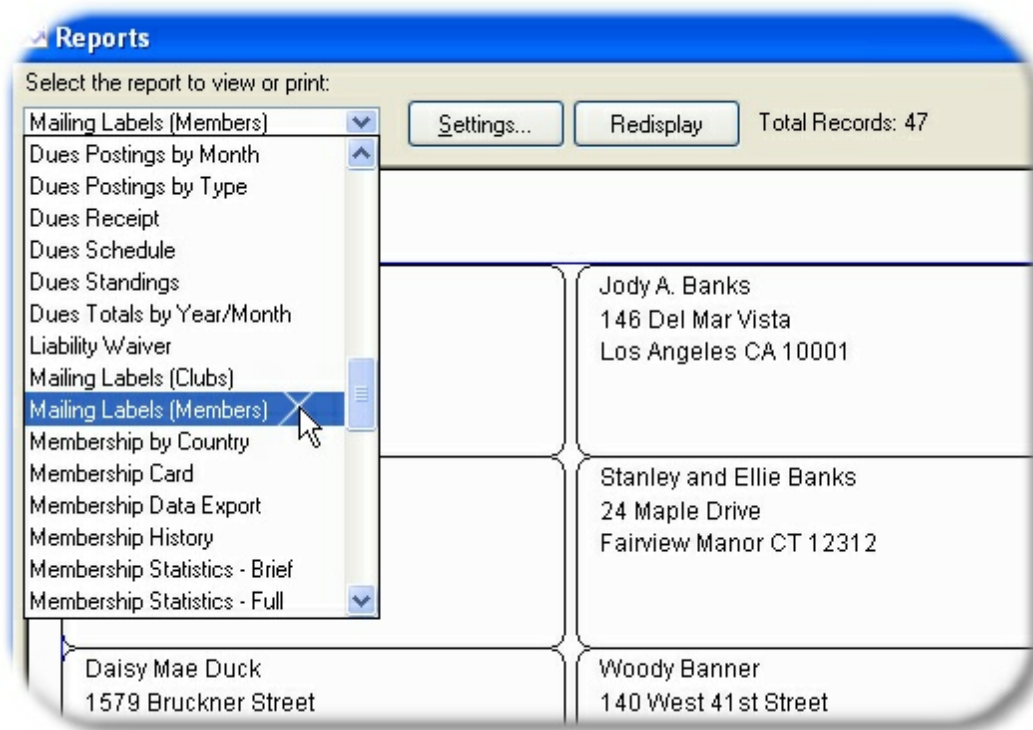 Reports
Select the report to view or print:
Mailing Labels (Members)
Settings...
Redisplay
Total Records: 47
Dues Postings by Month
Dues Postings by Type
Dues Receipt
Dues Schedule
Dues Standings
Dues Totals by Year/Month
Liability Waiver
Mailing Labels (Clubs)
Mailing Labels (Members)
Membership by Country
Membership Card
Membership Data Export
Membership History
Membership Statistics - Brief
Membership Statistics - Full
Jody A. Banks
146 Del Mar Vista
Los Angeles CA 10001
Stanley and Ellie Banks
24 Maple Drive
Fairview Manor CT 12312
Daisy Mae Duck
1579 Bruckner Street
Woody Banner
140 West 41st Street